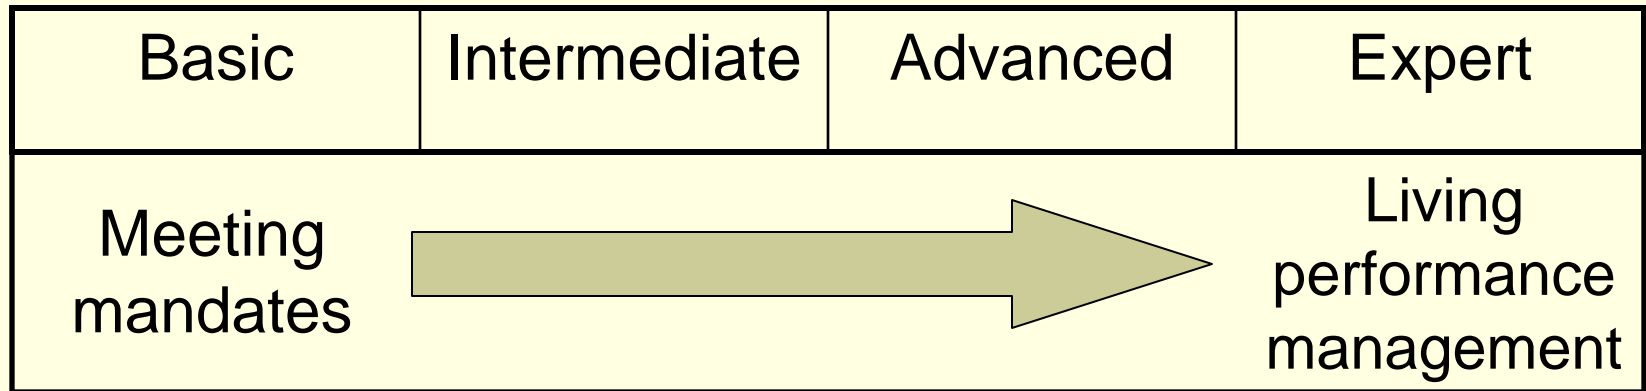 Basic
Intermediate
Advanced
Expert
Meeting
mandates
Living
performance
management